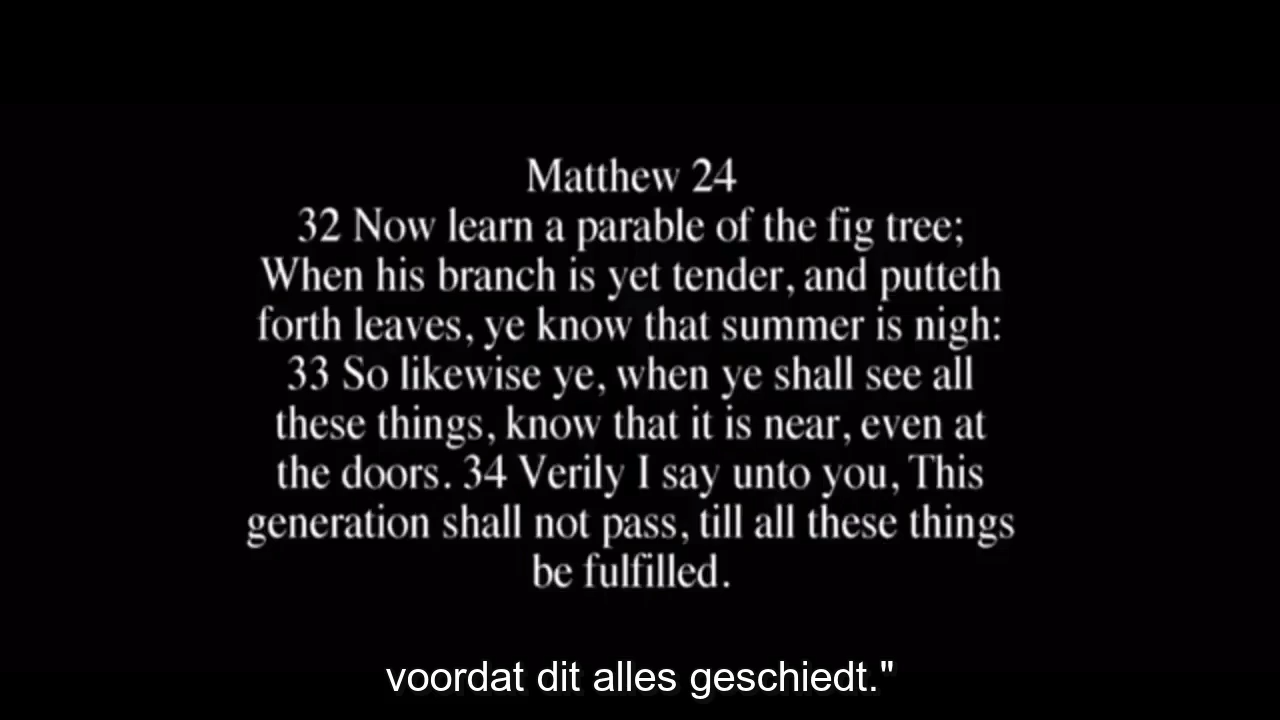 Matthew 24
32 Now learn a parable of the fig tree;
When his branch is yet tender, and putteth
forth leaves, ye know that summer is nigh:
33 So likewise ye, when ye shall see all
these things, know that it is near, even at
the doors. 34 Verily I say unto you, This
generation shall not pass, till all these things
be fulfilled.
voordat dit alles geschiedt."